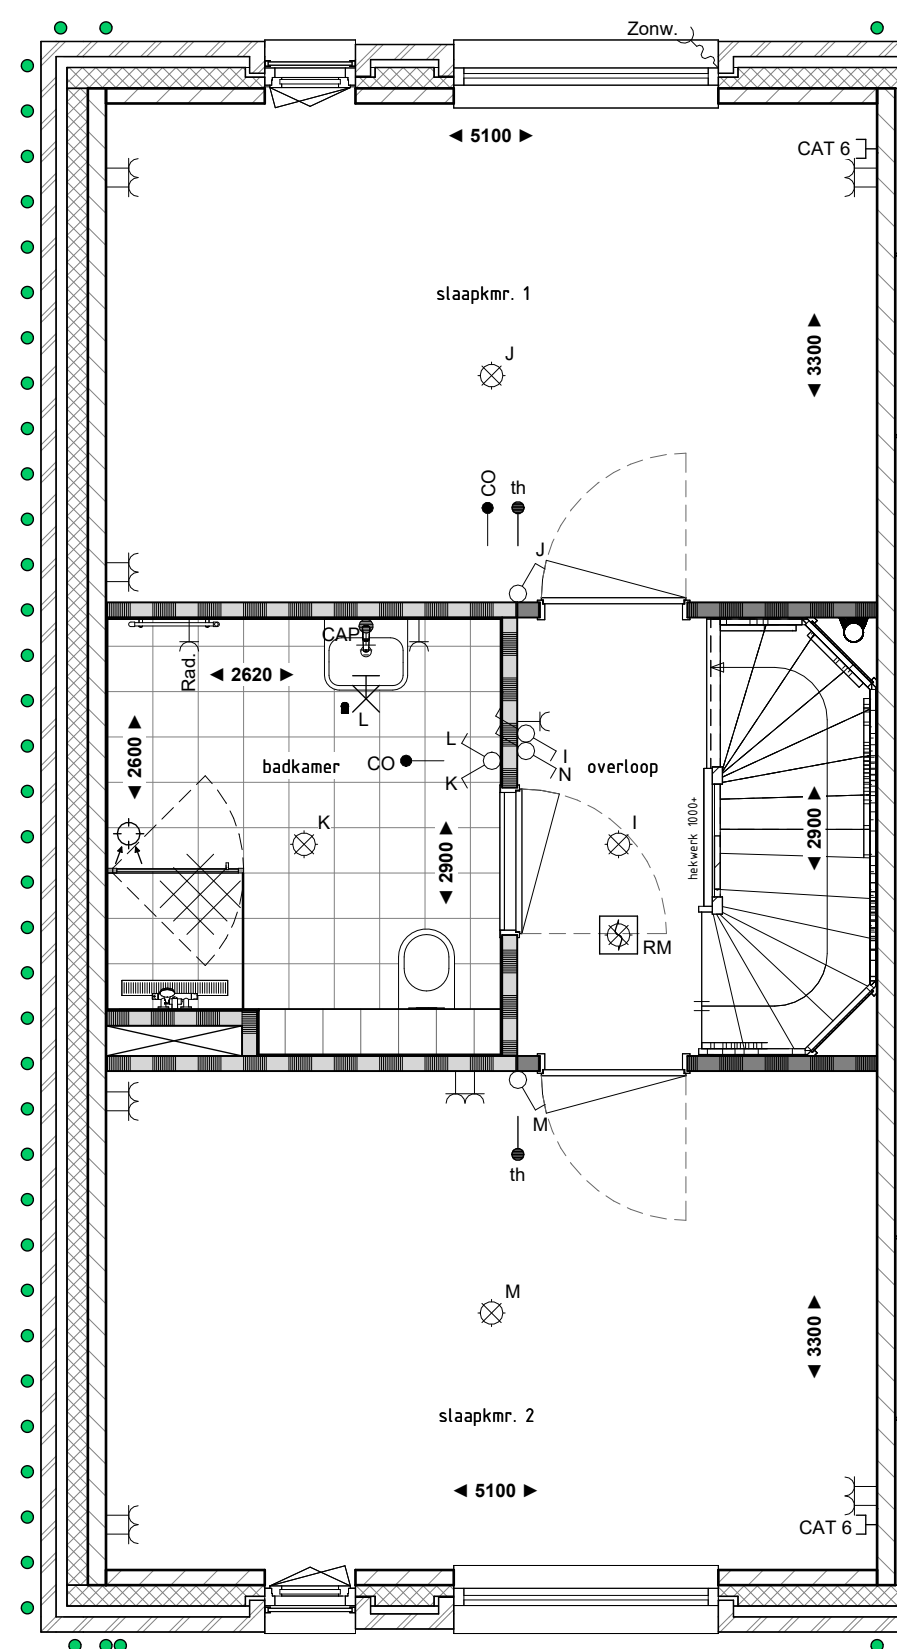 Zonw.
◄ 5100 ►
CAT 6
slaapkmr. 1
◄ 3300 ►
J
CO
th
J
CAP
Rad.
◄ 2620 ►
L
◄ 2600 ►
L
I
badkamer
CO
overloop
N
K
hekwerk 1000+
◄ 2900 ►
K
◄ 2900 ►
I
RM
M
th
M
◄ 3300 ►
slaapkmr. 2
◄ 5100 ►
CAT 6